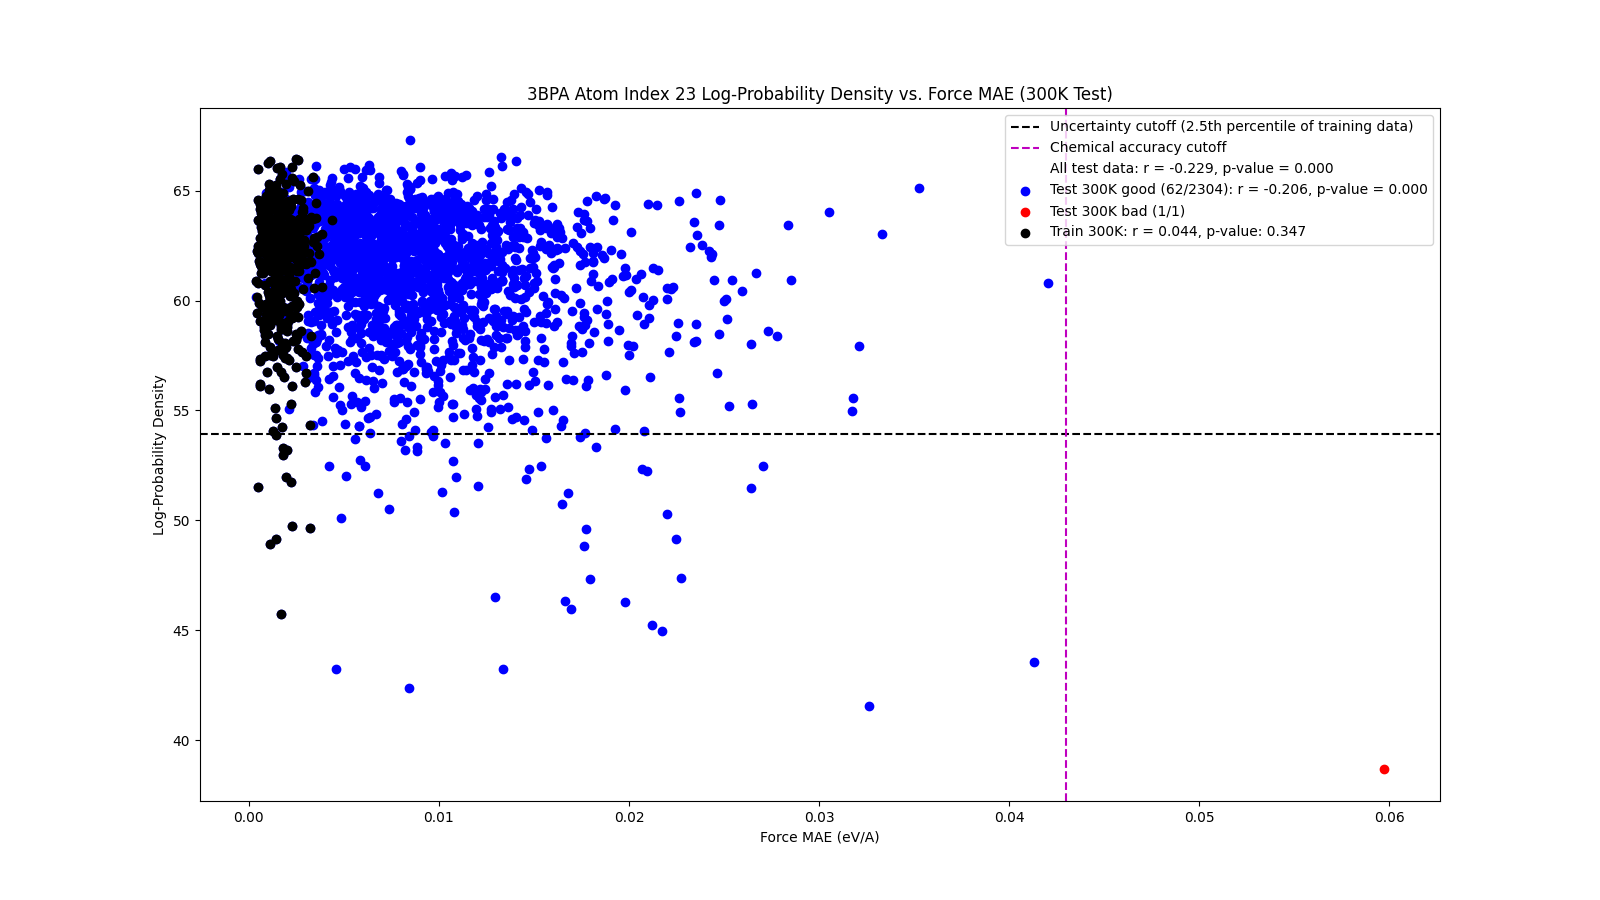 3BPA Atom Index 23 Log-Probability Density vs. Force MAE (300K Test)
Uncertainty cutoff (2.5th percentile of training data)
Chemical accuracy cutoff
All test data: r = -0.229, p-value = 0.000
Test 300K good (62/2304): r = -0.206, p-value = 0.000
Test 300K bad (1/1)
Train 300K: r = 0.044, p-value: 0.347
Log-Probability Density
65
60
55
50
45
40
0.00
0.01
0.02
0.03
0.04
0.05
0.06
Force MAE (eV/A)